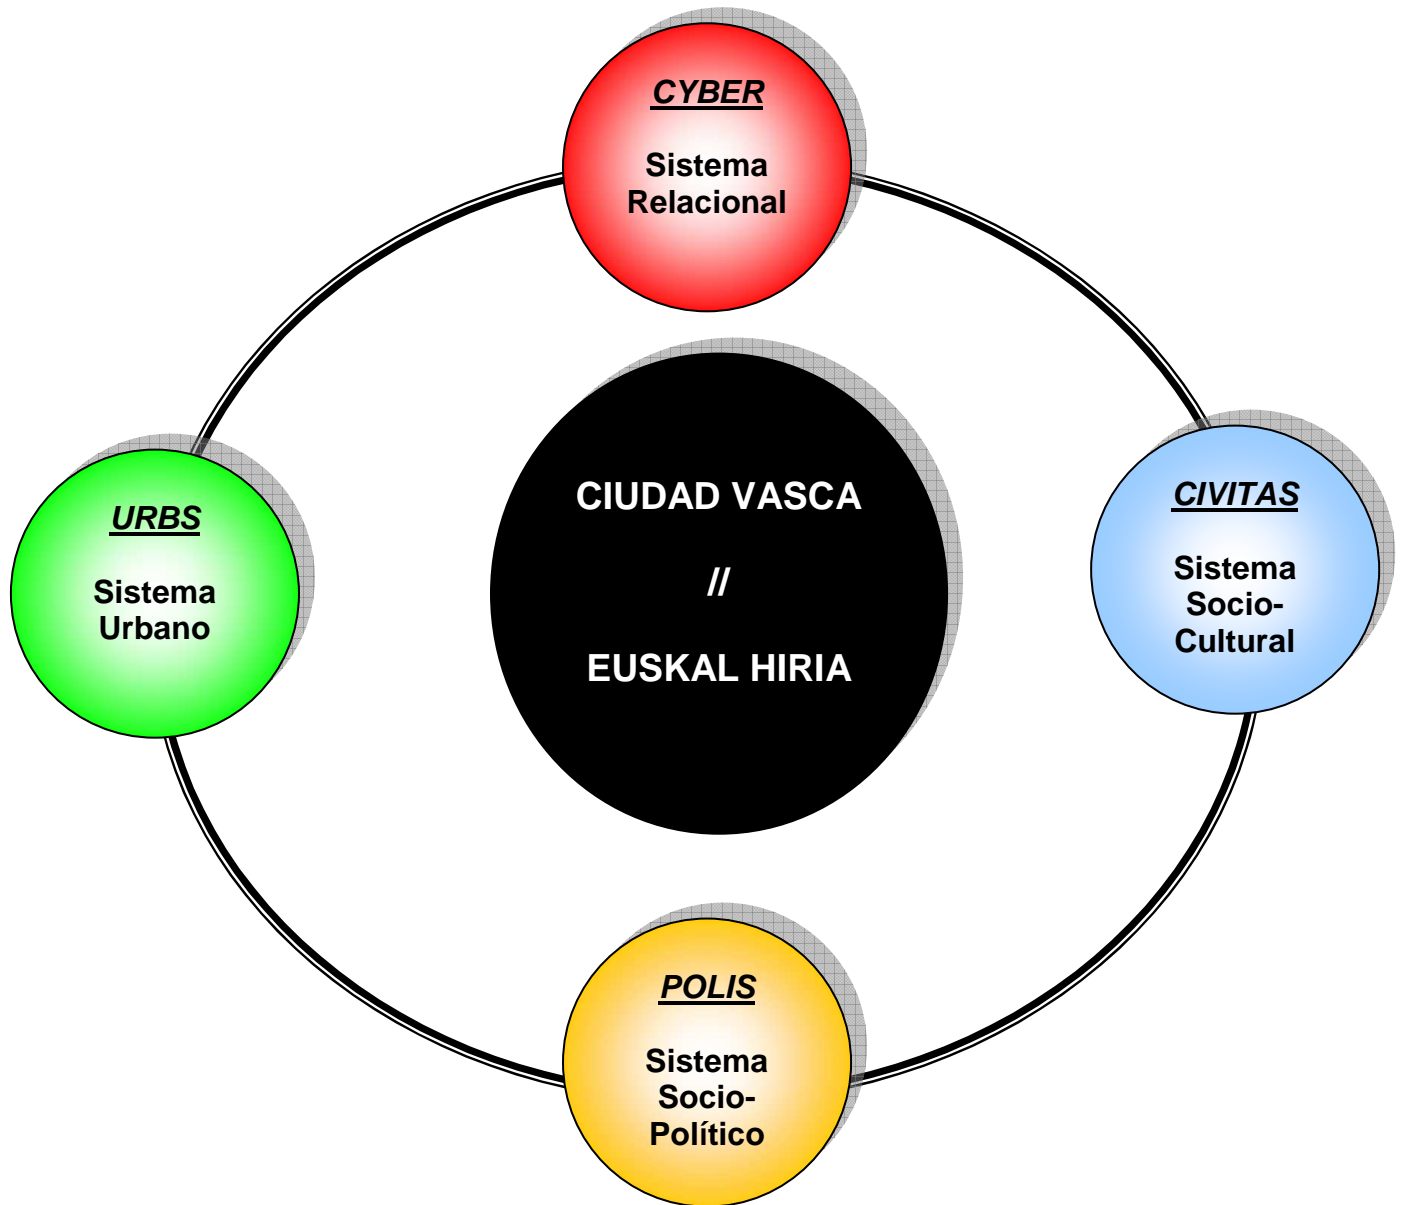 CYBER
Sistema
Relacional
CIUDAD VASCA
//
EUSKAL HIRIA
URBS
Sistema
Urbano
CIVITAS
Sistema
Socio-
Cultural
POLIS
Sistema
Socio-
Político